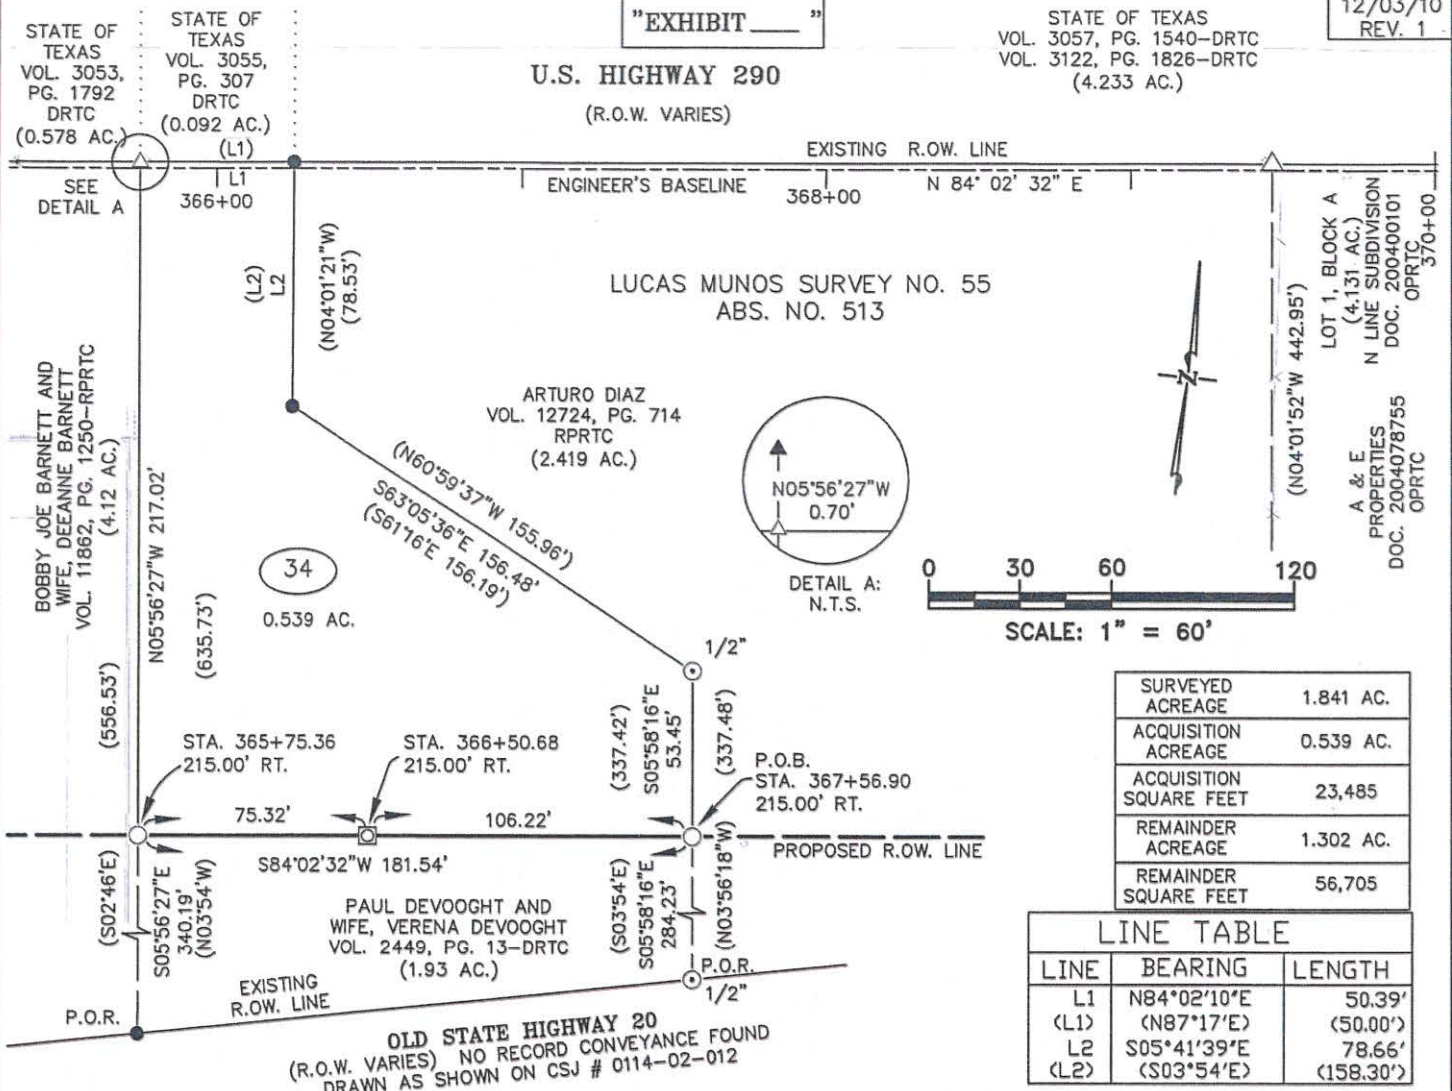 "EXHIBIT ____ "
12/03/10
REV. 1
STATE OF
TEXAS
VOL. 3053,
PG. 1792
DRTC
(0.578 AC.)
STATE OF
TEXAS
VOL. 3055,
PG. 307
DRTC
(0.092 AC.)
(L1)
U.S. HIGHWAY 290
(R.O.W. VARIES)
STATE OF TEXAS
VOL. 3057, PG. 1540-DRTC
VOL. 3122, PG. 1826-DRTC
(4.233 AC.)
EXISTING R.OW. LINE
SEE
DETAIL A
L1
366+00
ENGINEER'S BASELINE
368+00
N 84° 02' 32" E
370+00
(L2)
L2
(N04°01'21"W)
(78.53')
LUCAS MUNOS SURVEY NO. 55
ABS. NO. 513
(N04°01'52"W 442.95')
LOT 1, BLOCK A
(4.131 AC.)
N LINE SUBDIVISION
DOC. 200400101
OPRTC
A & E
PROPERTIES
DOC. 2004078755
OPRTC
N
BOBBY JOE BARNETT AND
WIFE, DEEANNE BARNETT
VOL. 11862, PG. 1250-RPRTC
(4.12 AC.)
ARTURO DIAZ
VOL. 12724, PG. 714
RPRTC
(2.419 AC.)
(N60°59'37"W 155.96')
S63°05'36"E 156.48'
(S61°16'E 156.19')
N05°56'27"W
0.70'
DETAIL A:
N.T.S.
N05°56'27"W 217.02'
(635.73')
(556.53')
34
0.539 AC.
0 30 60 120
SCALE: 1" = 60'
1/2"
(337.42')
S05°58'16"E
53.45'
(337.48')
STA. 365+75.36
215.00' RT.
STA. 366+50.68
215.00' RT.
P.O.B.
STA. 367+56.90
215.00' RT.
75.32'
106.22'
S84°02'32"W 181.54'
PROPOSED R.OW. LINE
(S02°46'E)
S05°56'27"E
340.19'
(N03°54'W)
PAUL DEVOOGHT AND
WIFE, VERENA DEVOOGHT
VOL. 2449, PG. 13-DRTC
(1.93 AC.)
(S03°54'E)
S05°58'16"E
284.23'
(N03°56'18"W)
P.O.R.
1/2"
EXISTING
R.OW. LINE
P.O.R.
OLD STATE HIGHWAY 20
(R.O.W. VARIES) NO RECORD CONVEYANCE FOUND
DRAWN AS SHOWN ON CSJ # 0114-02-012
SURVEYED
ACREAGE 1.841 AC.
ACQUISITION
ACREAGE 0.539 AC.
ACQUISITION
SQUARE FEET 23,485
REMAINDER
ACREAGE 1.302 AC.
REMAINDER
SQUARE FEET 56,705
LINE TABLE
LINE BEARING LENGTH
L1 N84°02'10"E 50.39'
(L1) (N87°17'E) (50.00')
L2 S05°41'39"E 78.66'
(L2) (S03°54'E) (158.30')